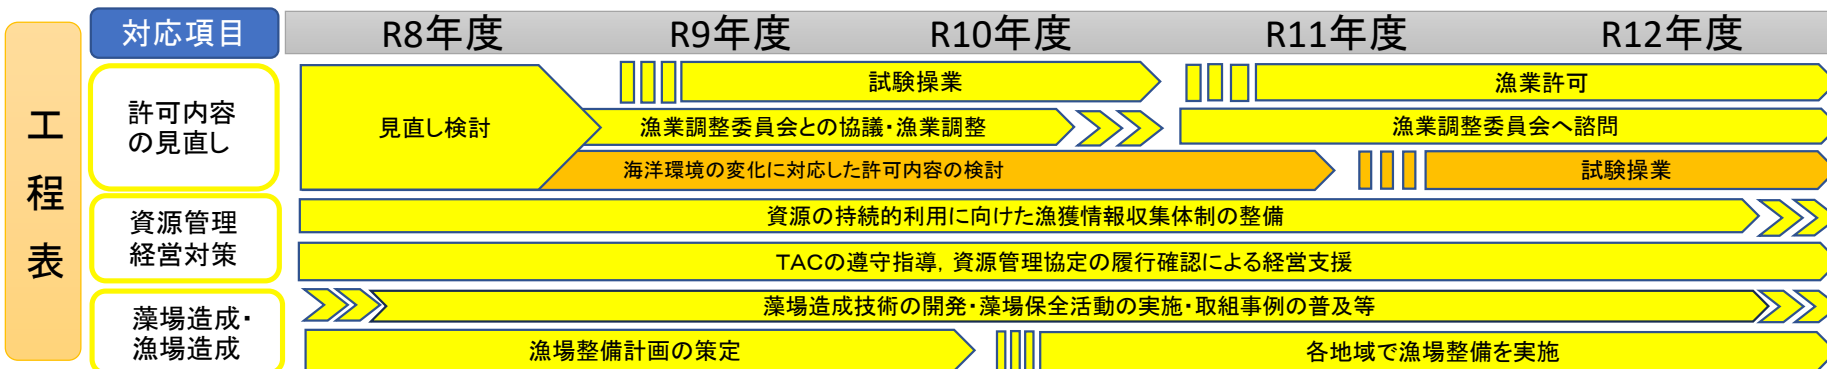 工程表
対応項目
R8年度
R9年度
R10年度
R11年度
R12年度
許可内容
の見直し
見直し検討
試験操業
漁業許可
漁業調整委員会との協議・漁業調整
漁業調整委員会へ諮問
海洋環境の変化に対応した許可内容の検討
試験操業
資源管理
経営対策
資源の持続的利用に向けた漁獲情報収集体制の整備
TACの遵守指導,資源管理協定の履行確認による経営支援
藻場造成・
漁場造成
藻場造成技術の開発・藻場保全活動の実施・取組事例の普及等
漁場整備計画の策定
各地域で漁場整備を実施